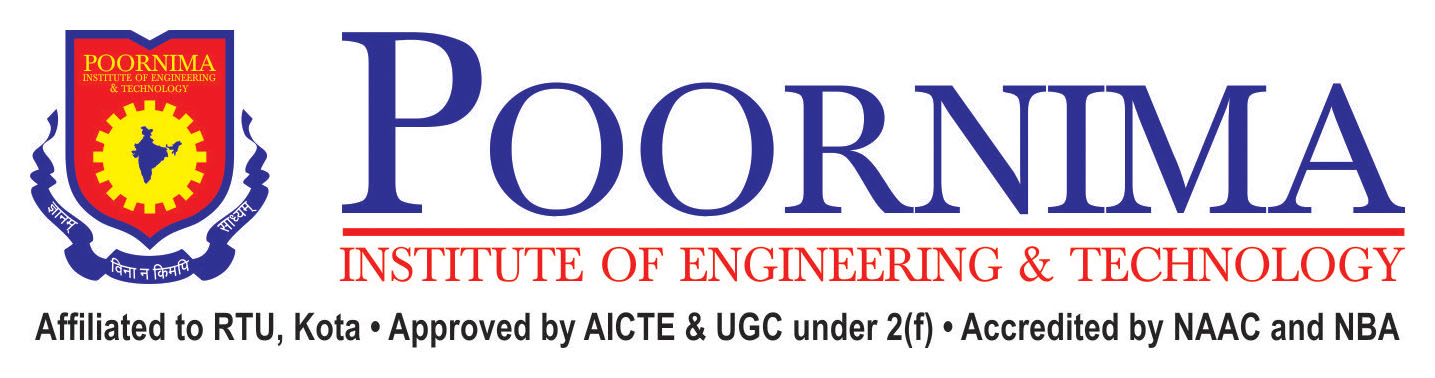 POORNIMA
INSTITUTE OF ENGINEERING
& TECHNOLOGY
ज्ञानम्
विना न किमपि
साध्यम्
POORNIMA
INSTITUTE OF ENGINEERING & TECHNOLOGY
Affiliated to RTU, Kota • Approved by AICTE & UGC under 2(f) • Accredited by NAAC and NBA